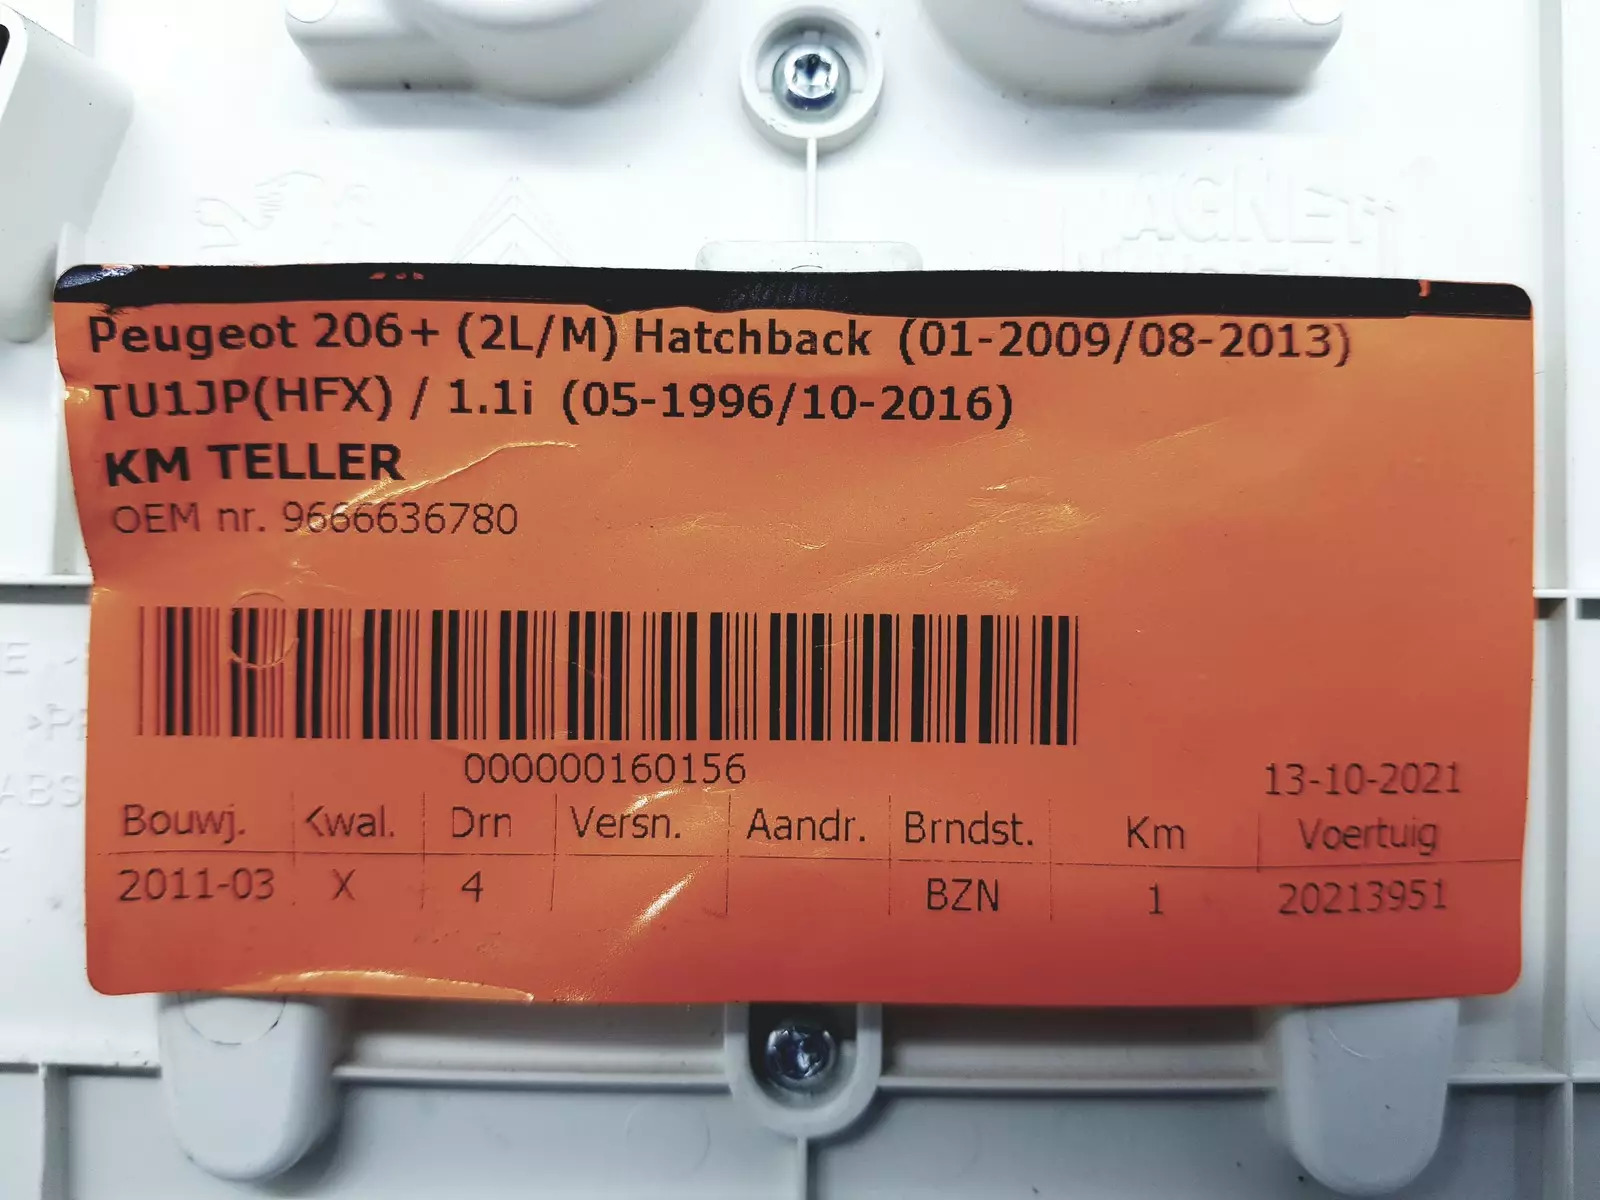 MAGNETI
Peugeot 206+ (2L/M) Hatchback (01-2009/08-2013)
TU1JP(HFX) / 1.1i (05-1996/10-2016)
KM TELLER
OEM nr. 9666636780
000000160156
13-10-2021
Bouwj. Kwal. Drn Versn. Aandr. Brndst. Km Voertuig
2011-03 X 4 BZN 1 20213951
ABS